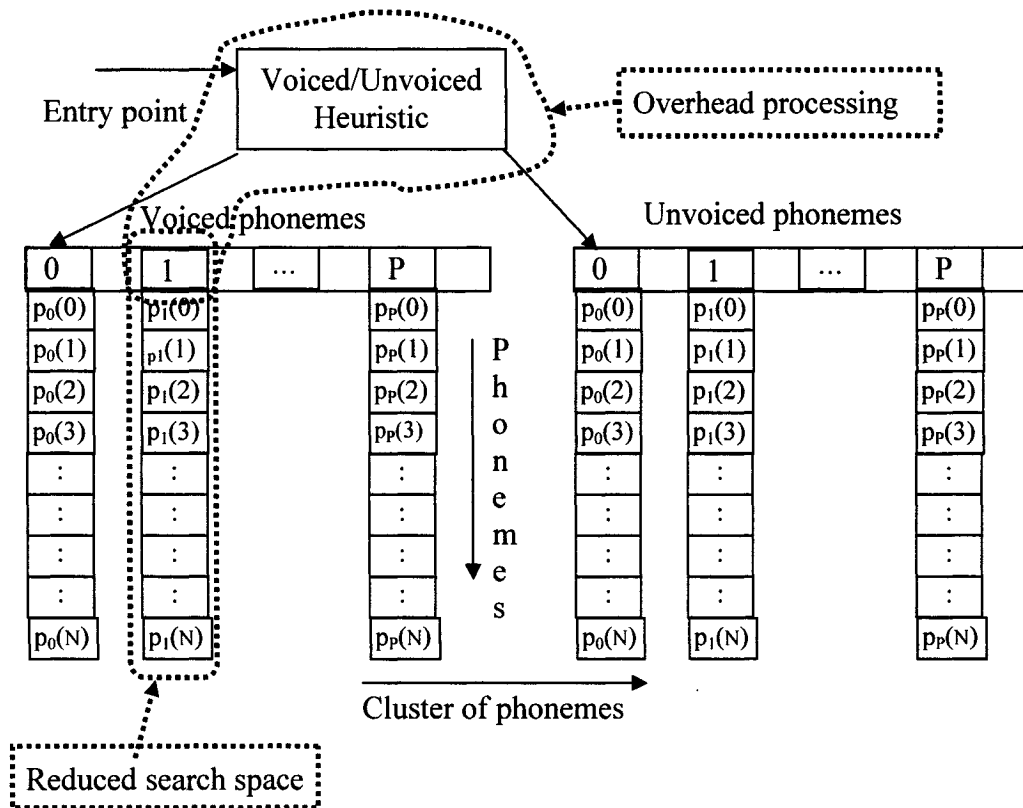 Voiced/Unvoiced
Heuristic
Entry point
Overhead processing
Voiced phonemes
Unvoiced phonemes
0 1 ... P 0 1 ... P
p₀(0) p₁(0) pₚ(0) p₀(0) p₁(0) pₚ(0)
p₀(1) p₁(1) pₚ(1) p₀(1) p₁(1) pₚ(1)
p₀(2) p₁(2) pₚ(2) p₀(2) p₁(2) pₚ(2)
p₀(3) p₁(3) pₚ(3) p₀(3) p₁(3) pₚ(3)
: : : : : :
: : : : : :
: : : : : :
: : : : : :
p₀(N) p₁(N) pₚ(N) p₀(N) p₁(N) pₚ(N)
Phonemes
Cluster of phonemes
Reduced search space